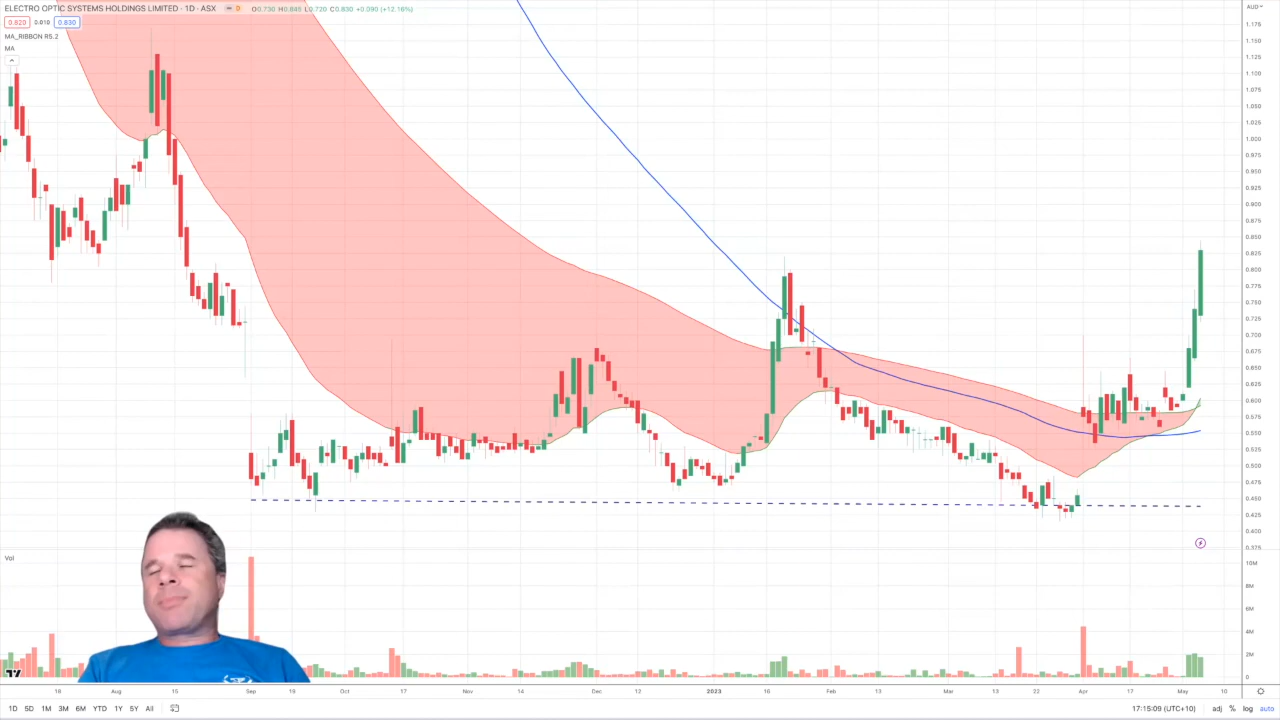 ELECTRO OPTIC SYSTEMS HOLDINGS LIMITED · 1D · ASX O0.730 H0.845 L0.720 C0.830 +0.090 (+12.16%) AUD
0.820 0.010 0.830
MA_RIBBON R5.2
MA
1.175
1.150
1.125
1.100
1.075
1.050
1.025
1.000
0.975
0.950
0.925
0.900
0.875
0.850
0.825
0.800
0.775
0.750
0.725
0.700
0.675
0.650
0.625
0.600
0.575
0.550
0.525
0.500
0.475
0.450
0.425
0.400
0.375
Vol
10M
8M
6M
4M
2M
0
18 Aug 15 Sep 19 Oct 17 Nov 14 Dec 12 2023 16 Feb 13 Mar 22 Apr 17 May 10
1D 5D 1M 3M 6M YTD 1Y 5Y All 17:15:09 (UTC+10) adj % log auto